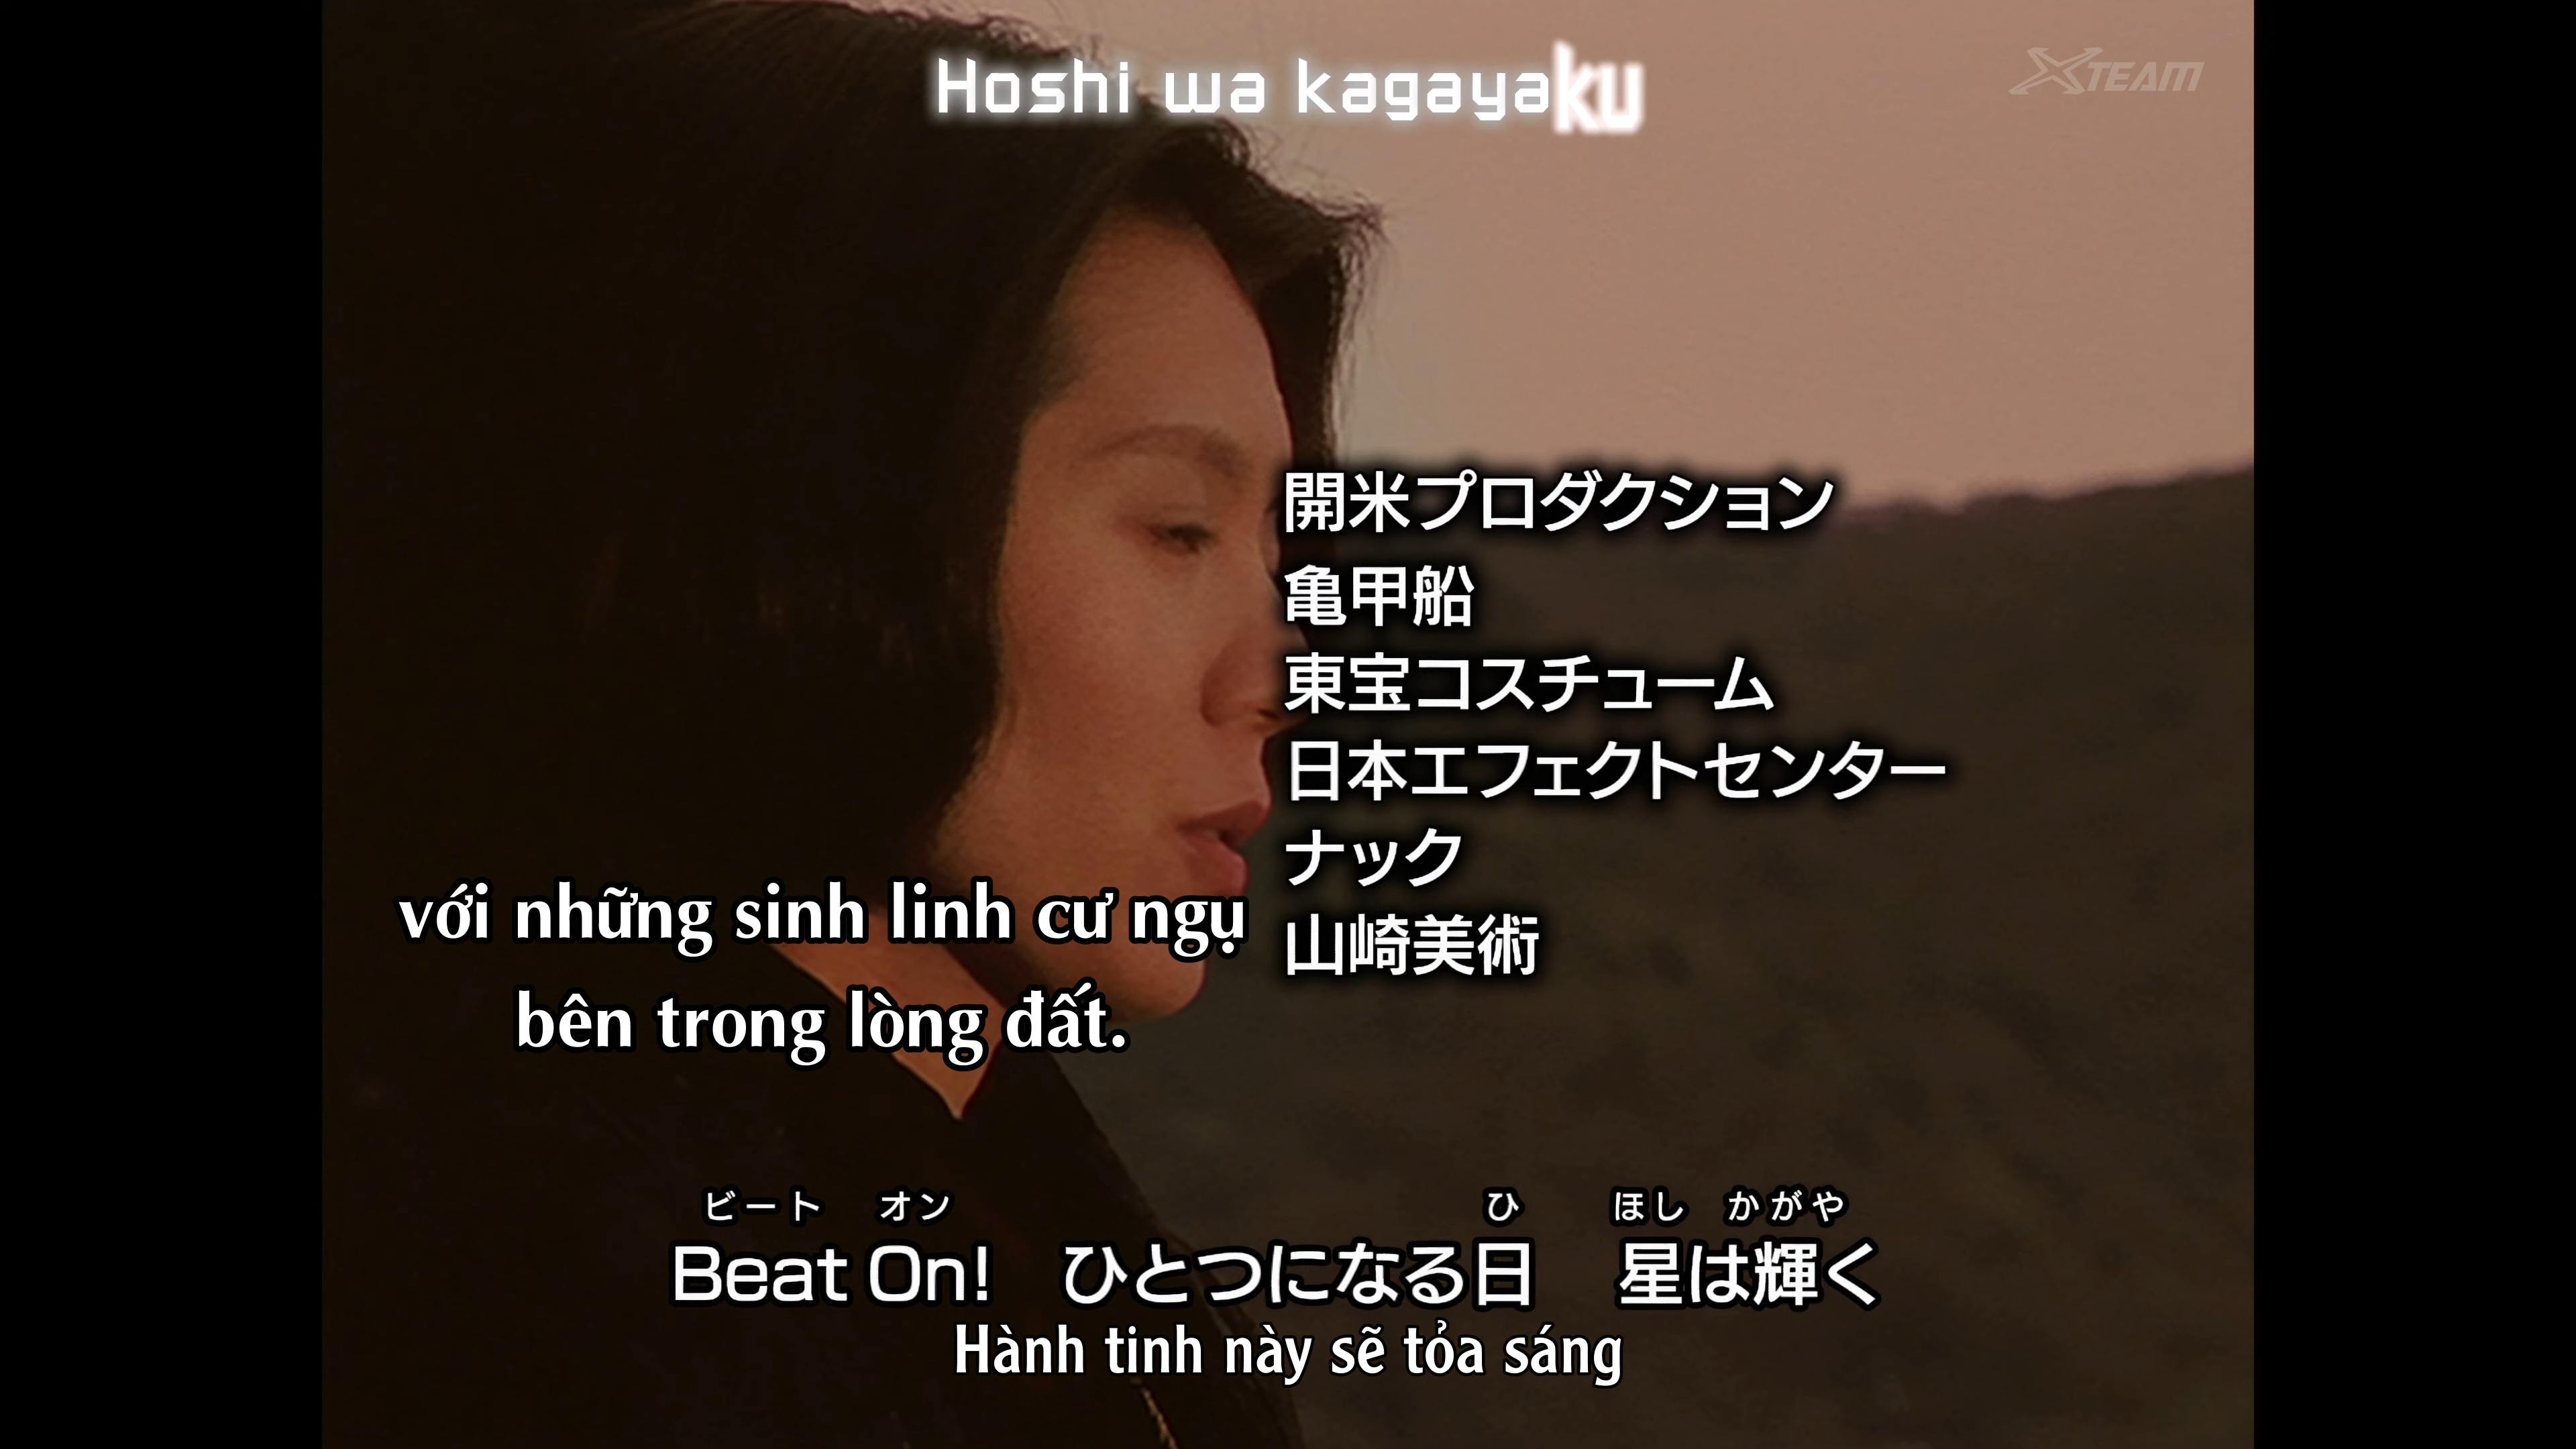 Hoshi wa kagayaku
XTEAM
開米プロダクション
亀甲船
東宝コスチューム
日本エフェクトセンター
ナック
山崎美術
với những sinh linh cư ngụ
bên trong lòng đất.
ビート オン ひ ほし かがや
Beat On! ひとつになる日 星は輝く
Hành tinh này sẽ tỏa sáng